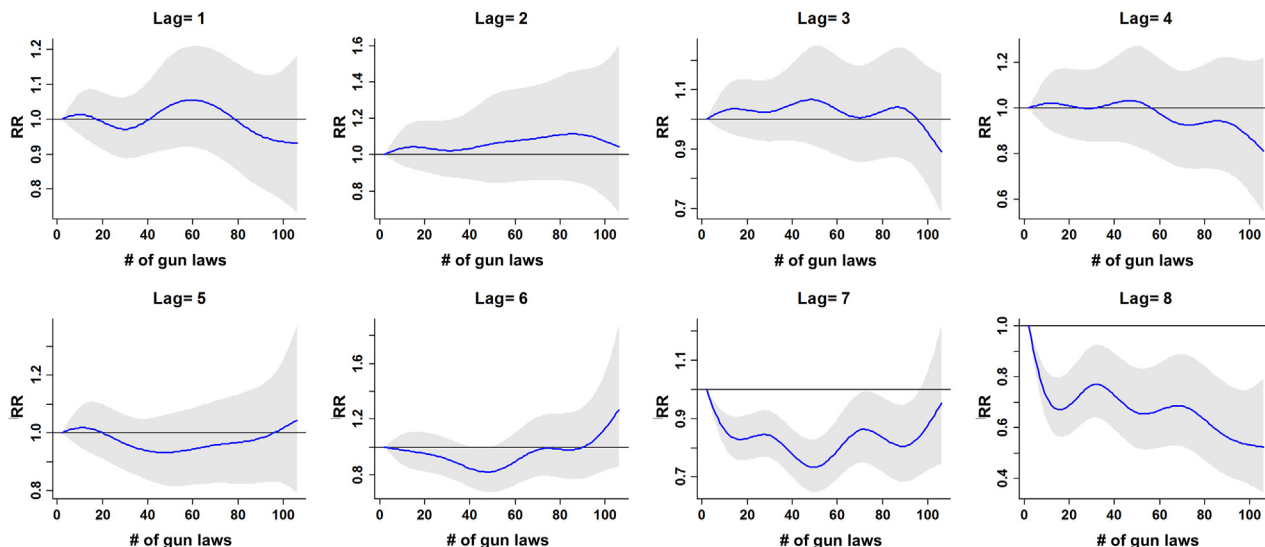 Lag= 1
Lag= 2
Lag= 3
Lag= 4
RR
0.8 0.9 1.0 1.1 1.2
0 20 40 60 80 100
# of gun laws
RR
0.8 1.0 1.2 1.4 1.6
0 20 40 60 80 100
# of gun laws
RR
0.7 0.9 1.1
0 20 40 60 80 100
# of gun laws
RR
0.6 0.8 1.0 1.2
0 20 40 60 80 100
# of gun laws
Lag= 5
Lag= 6
Lag= 7
Lag= 8
RR
0.8 1.0 1.2
0 20 40 60 80 100
# of gun laws
RR
0.8 1.0 1.2 1.4 1.6 1.8
0 20 40 60 80 100
# of gun laws
RR
0.7 0.9 1.1
0 20 40 60 80 100
# of gun laws
RR
0.4 0.6 0.8 1.0
0 20 40 60 80 100
# of gun laws